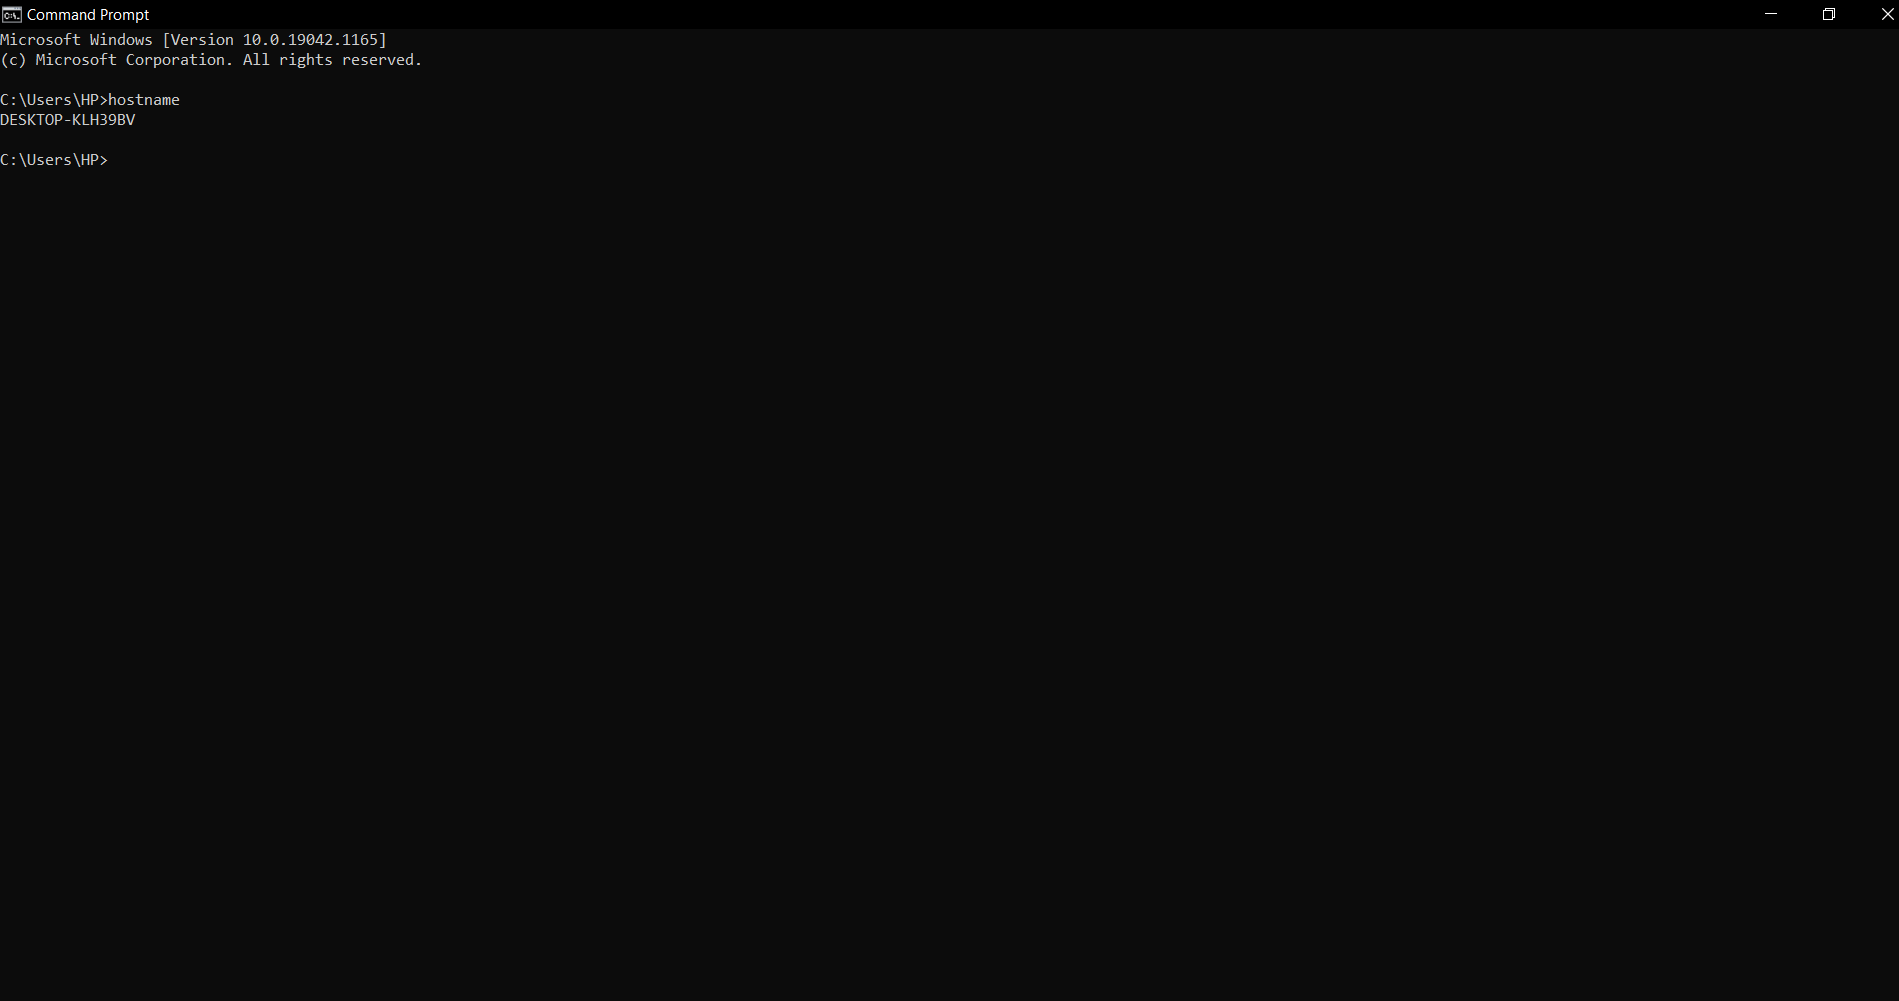 Command Prompt
Microsoft Windows [Version 10.0.19042.1165]
(c) Microsoft Corporation. All rights reserved.
C:\Users\HP>hostname
DESKTOP-KLH39BV
C:\Users\HP>